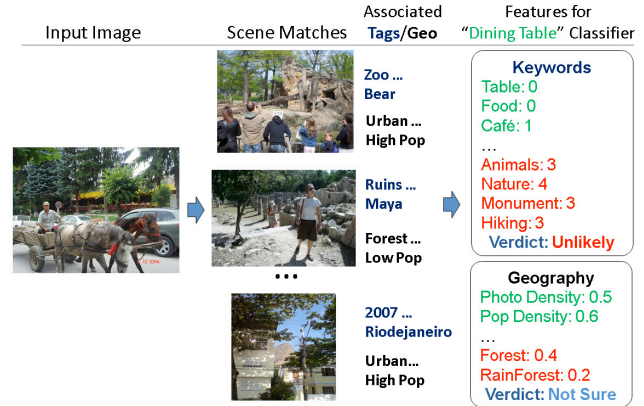 Input Image
Scene Matches
Associated
Tags/Geo
Features for
“Dining Table” Classifier
Zoo ...
Bear
Urban ...
High Pop
Ruins ...
Maya
Forest ...
Low Pop
...
2007 ...
Riodejaneiro
Urban...
High Pop
Keywords
Table: 0
Food: 0
Café: 1
...
Animals: 3
Nature: 4
Monument: 3
Hiking: 3
Verdict: Unlikely
Geography
Photo Density: 0.5
Pop Density: 0.6
...
Forest: 0.4
RainForest: 0.2
Verdict: Not Sure